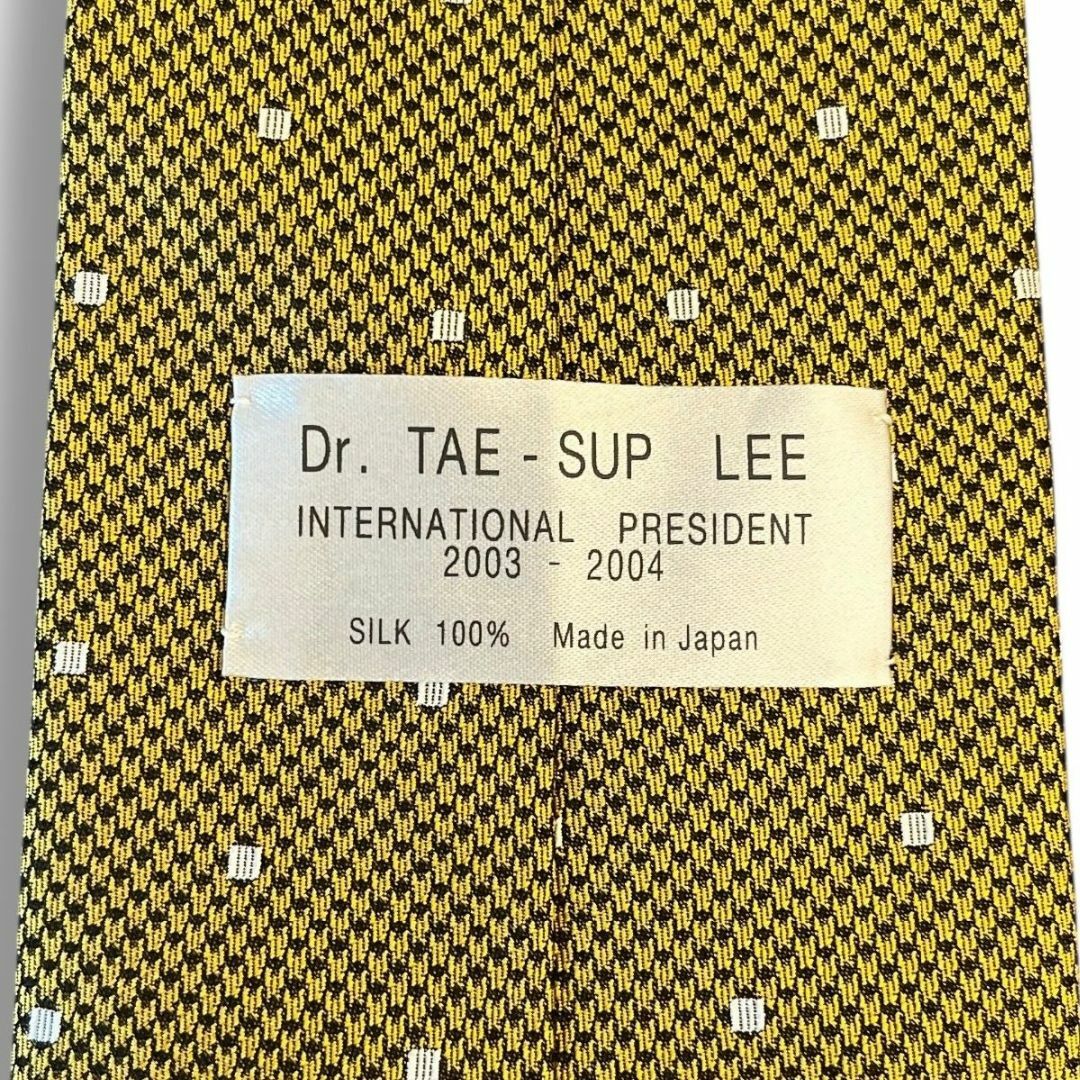 Dr. TAE - SUP LEE
INTERNATIONAL PRESIDENT
2003 - 2004
SILK 100% Made in Japan